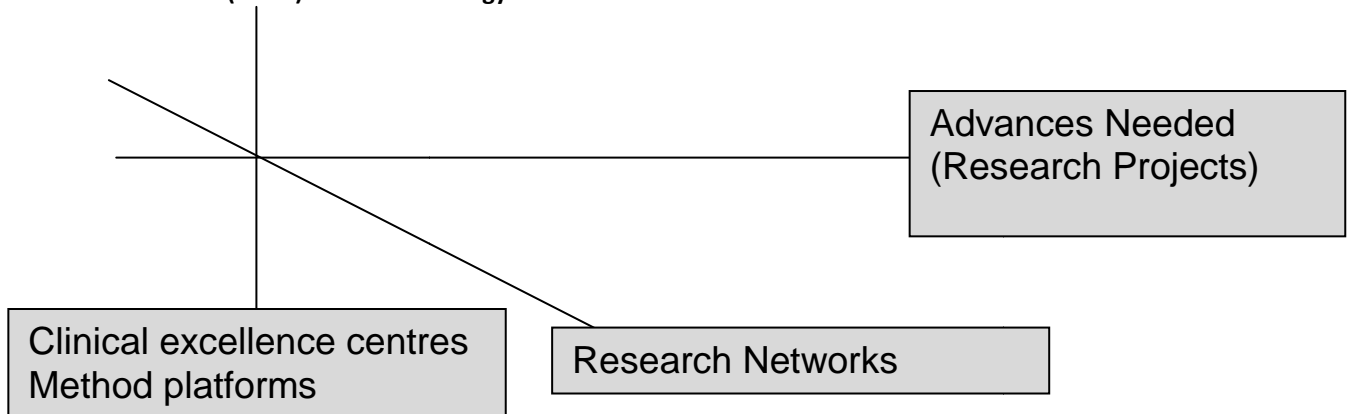 Advances Needed
(Research Projects)
Clinical excellence centres
Method platforms
Research Networks